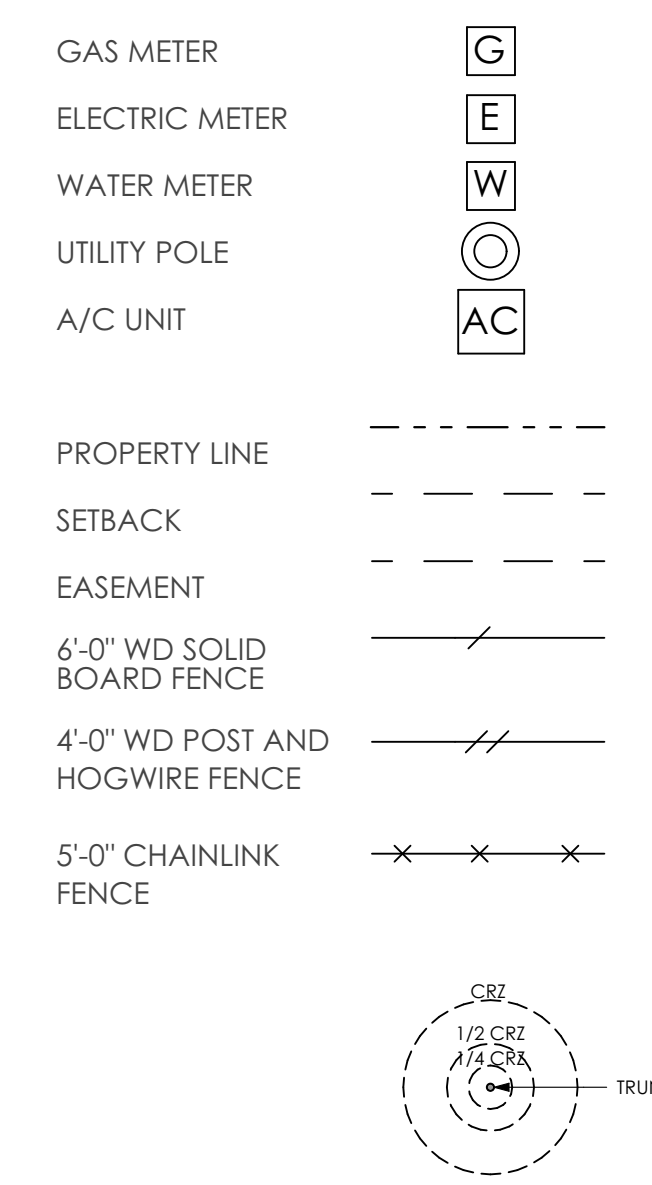 GAS METER G
ELECTRIC METER E
WATER METER W
UTILITY POLE
A/C UNIT AC
PROPERTY LINE
SETBACK
EASEMENT
6'-0" WD SOLID
BOARD FENCE
4'-0" WD POST AND
HOGWIRE FENCE
5'-0" CHAINLINK
FENCE
CRZ
1/2 CRZ
1/4 CRZ